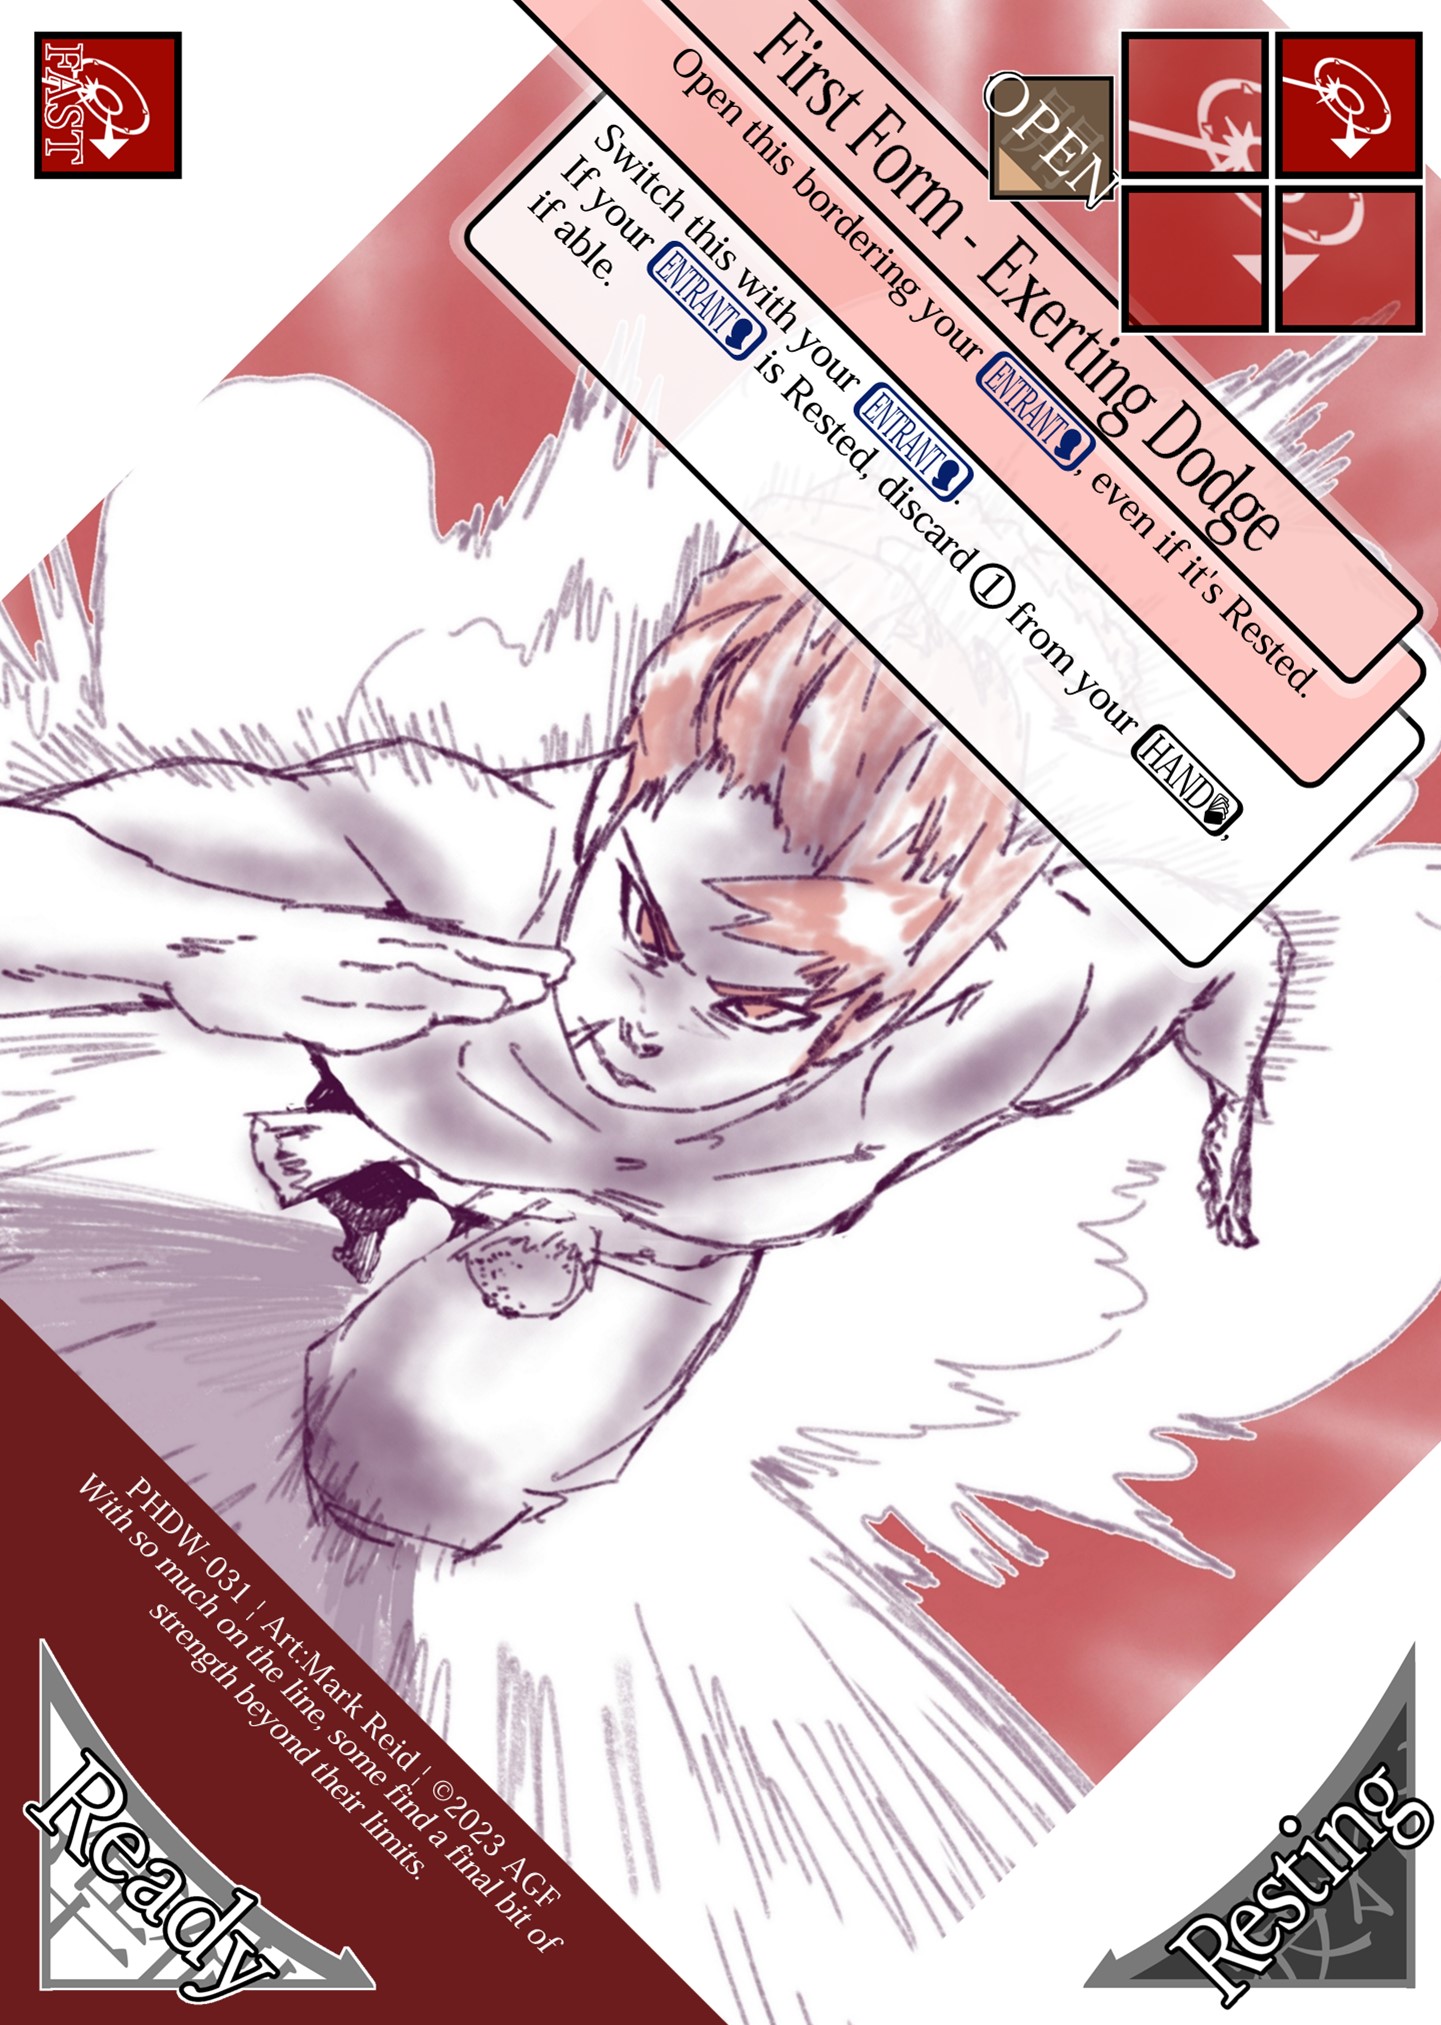 FAST
First Form - Exerting Dodge
OPEN
Open this bordering your ENTRANT, even if it's Rested.
Switch this with your ENTRANT.
If your ENTRANT is Rested, discard 1 from your HAND,
if able.
PHDW-031 ¦ Art:Mark Reid ¦ ©2023 AGF
With so much on the line, some find a final bit of
strength beyond their limits.
Ready
Resting